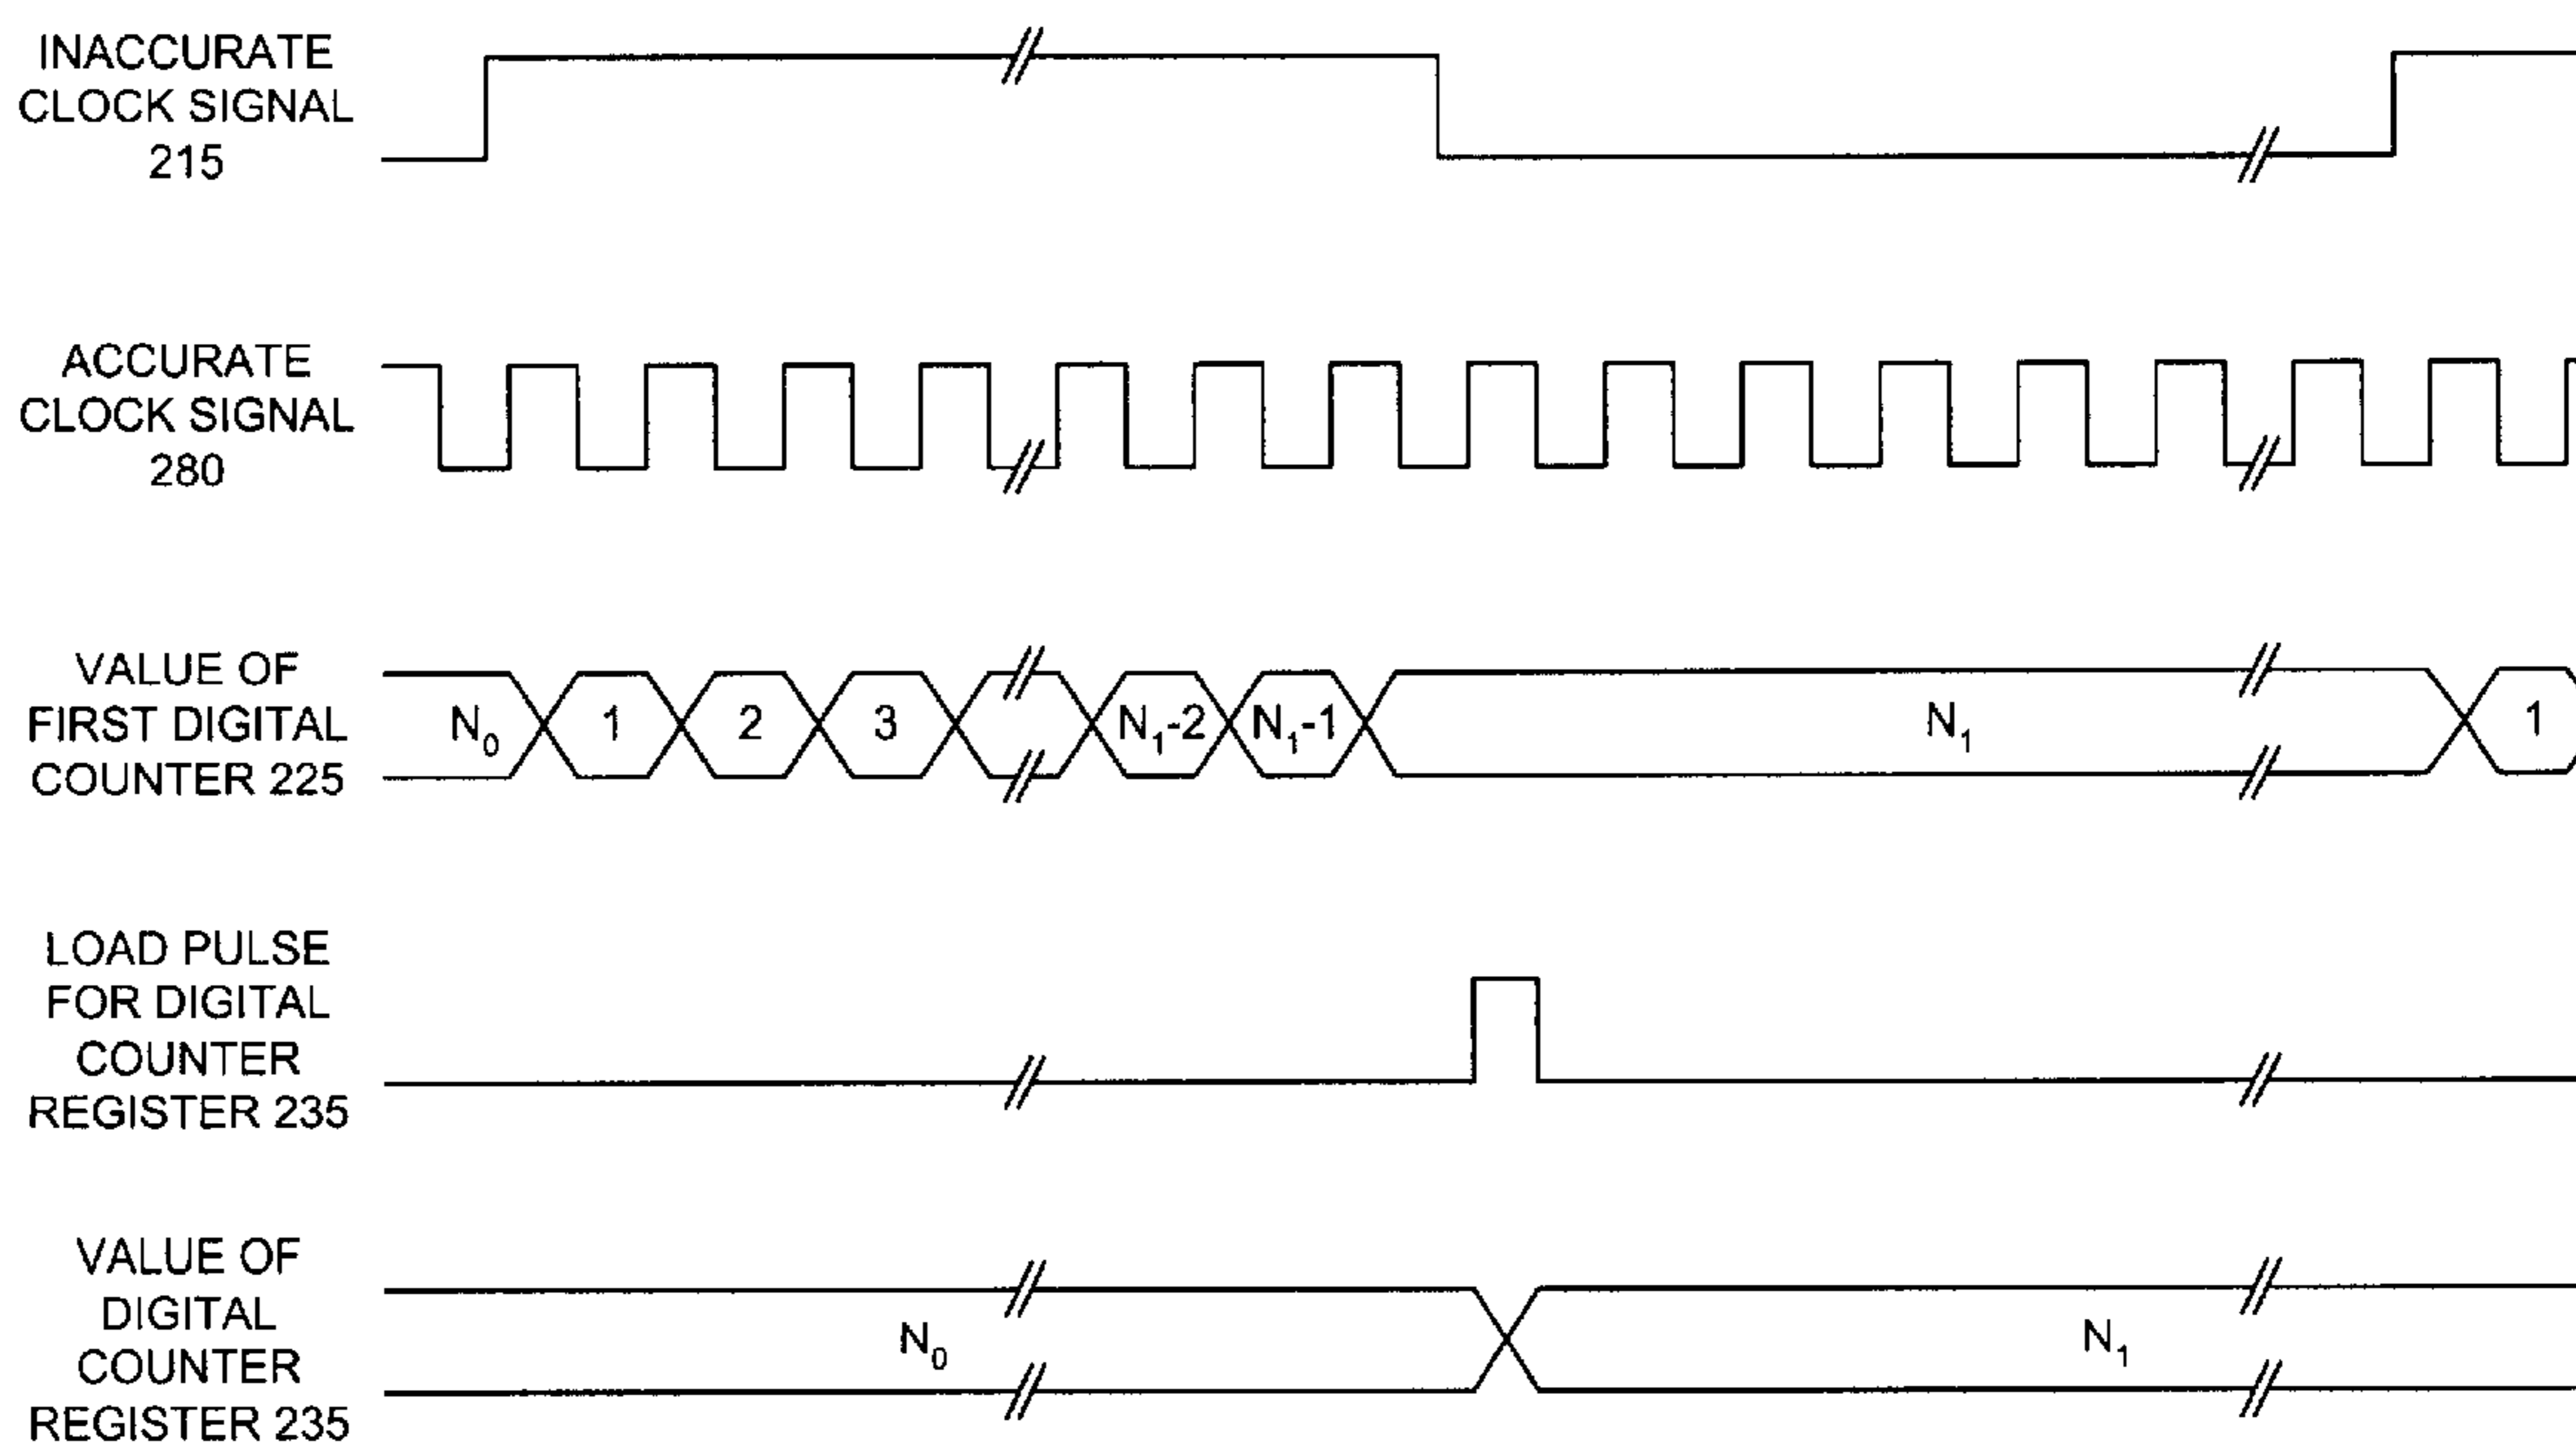 INACCURATE
CLOCK SIGNAL
215
ACCURATE
CLOCK SIGNAL
280
VALUE OF
FIRST DIGITAL
COUNTER 225
N₀ 1 2 3 N₁-2 N₁-1 N₁ 1
LOAD PULSE
FOR DIGITAL
COUNTER
REGISTER 235
VALUE OF
DIGITAL
COUNTER
REGISTER 235
N₀ N₁